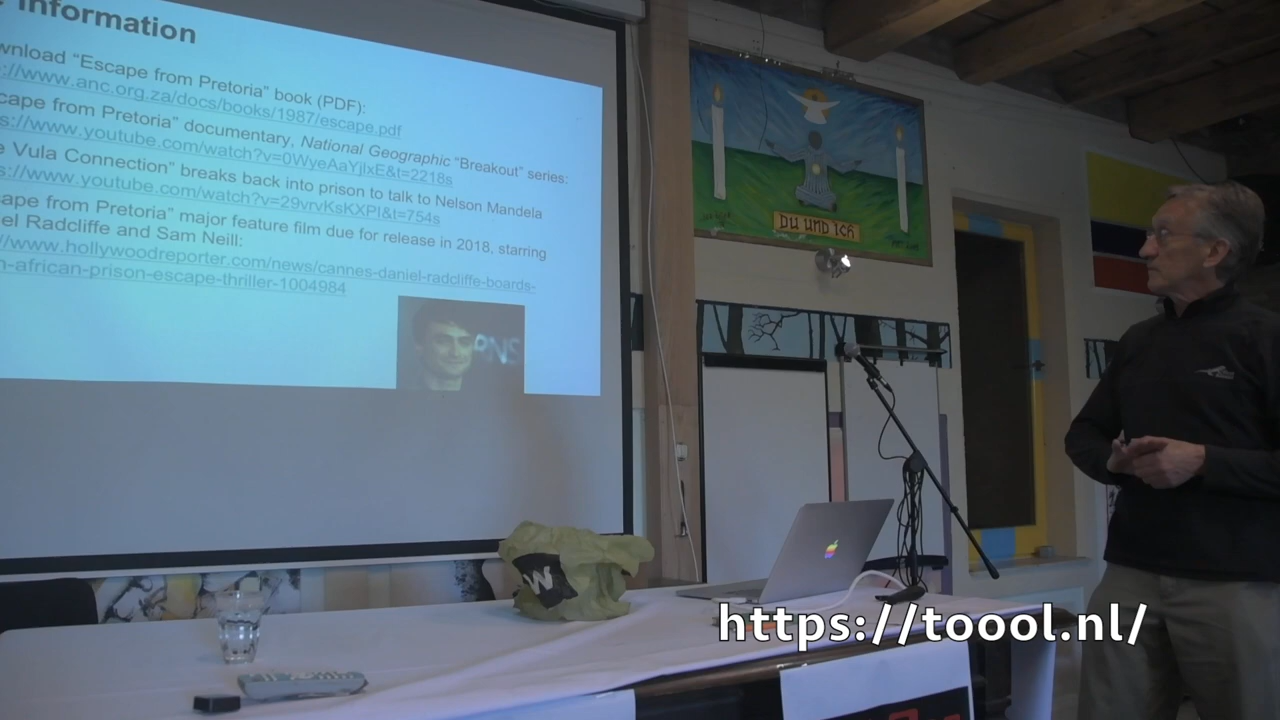 Information
wnload “Escape from Pretoria” book (PDF):
://www.anc.org.za/docs/books/1987/escape.pdf
cape from Pretoria” documentary, National Geographic “Breakout” series:
s://www.youtube.com/watch?v=0WyeAaYjlxE&t=2218s
e Vula Connection” breaks back into prison to talk to Nelson Mandela
s://www.youtube.com/watch?v=29vrvKsKXPI&t=754s
ape from Pretoria” major feature film due for release in 2018, starring
el Radcliffe and Sam Neill:
//www.hollywoodreporter.com/news/cannes-daniel-radcliffe-boards-
h-african-prison-escape-thriller-1004984
RNS
DU UND ICH
W
https://toool.nl/